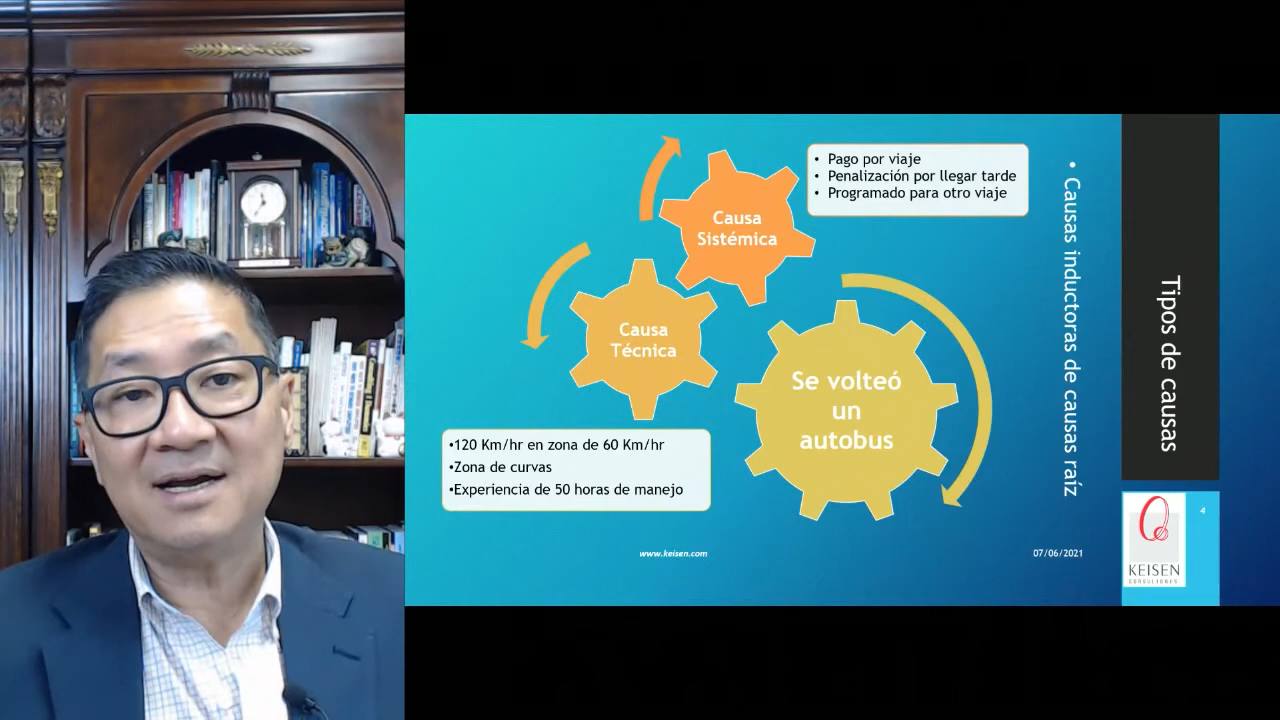 Tipos de causas
• Causas inductoras de causas raíz
• Pago por viaje
• Penalización por llegar tarde
• Programado para otro viaje
Causa
Sistémica
Causa
Técnica
Se volteó
un
autobus
•120 Km/hr en zona de 60 Km/hr
•Zona de curvas
•Experiencia de 50 horas de manejo
www.keisen.com
07/06/2021
4
KEISEN
CONSULTORES